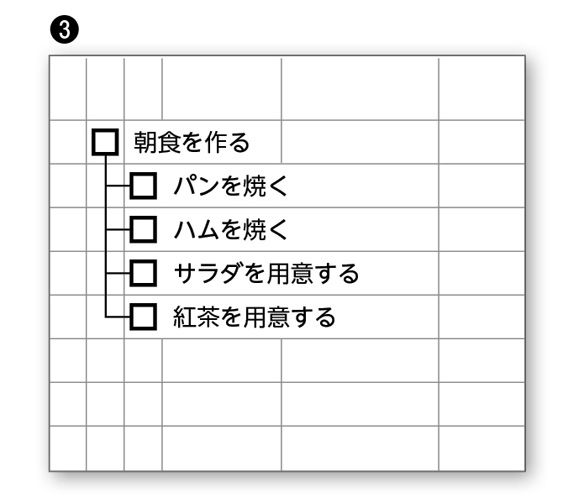 ❸
朝食を作る
パンを焼く
ハムを焼く
サラダを用意する
紅茶を用意する